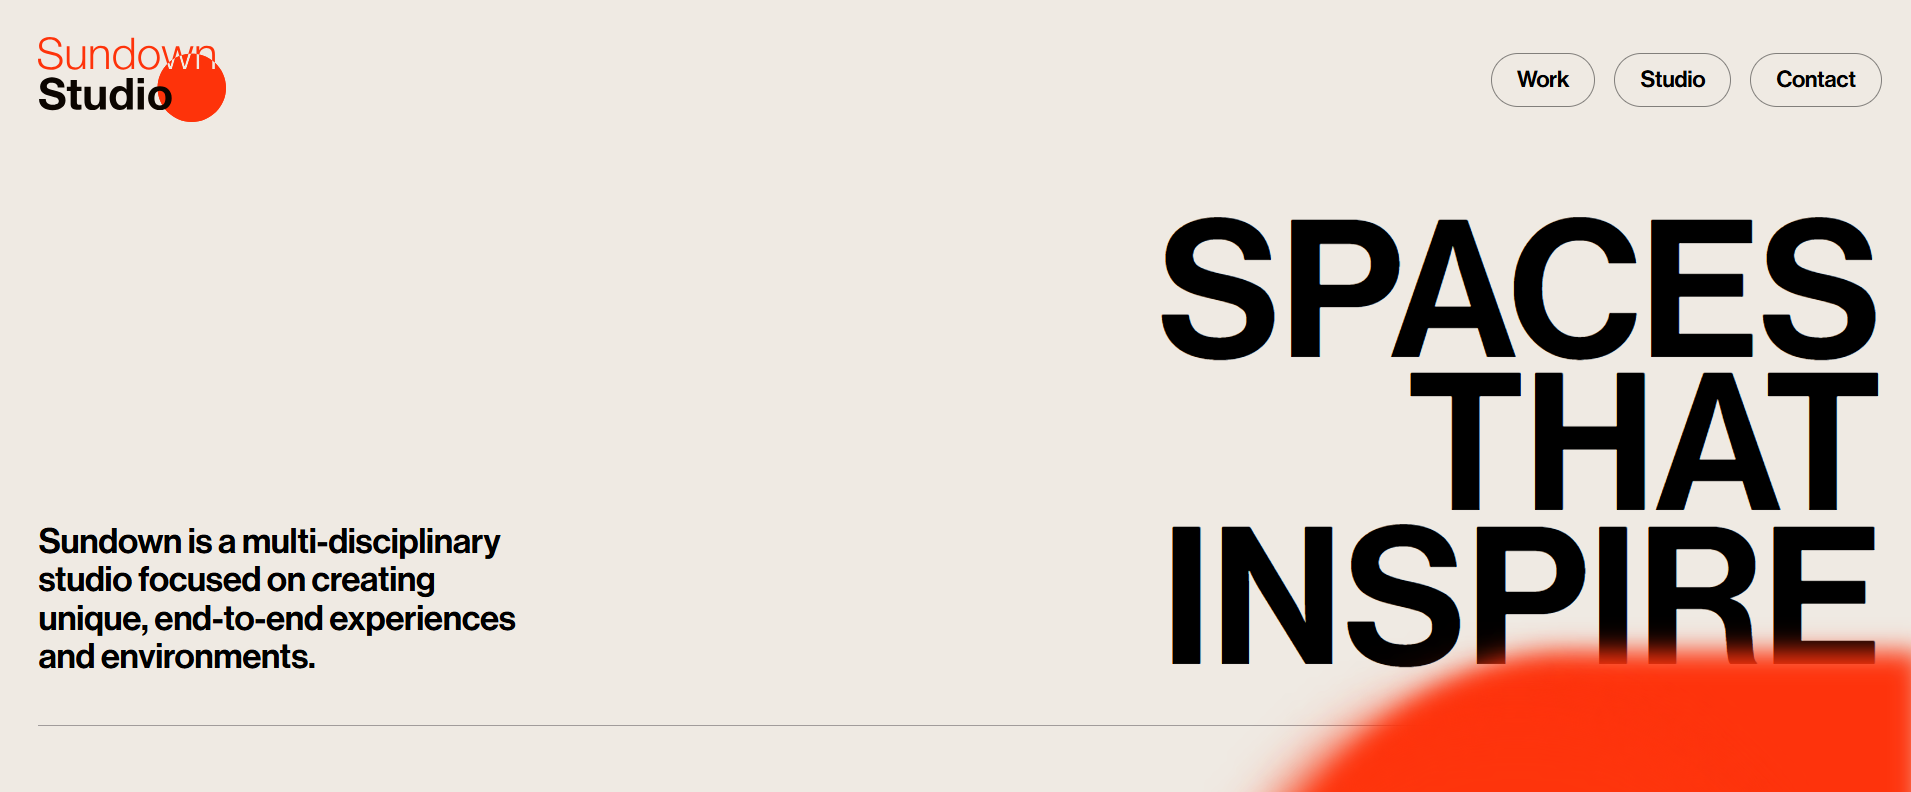 Sundown
Studio
Work
Studio
Contact
SPACES
THAT
INSPIRE
Sundown is a multi-disciplinary
studio focused on creating
unique, end-to-end experiences
and environments.